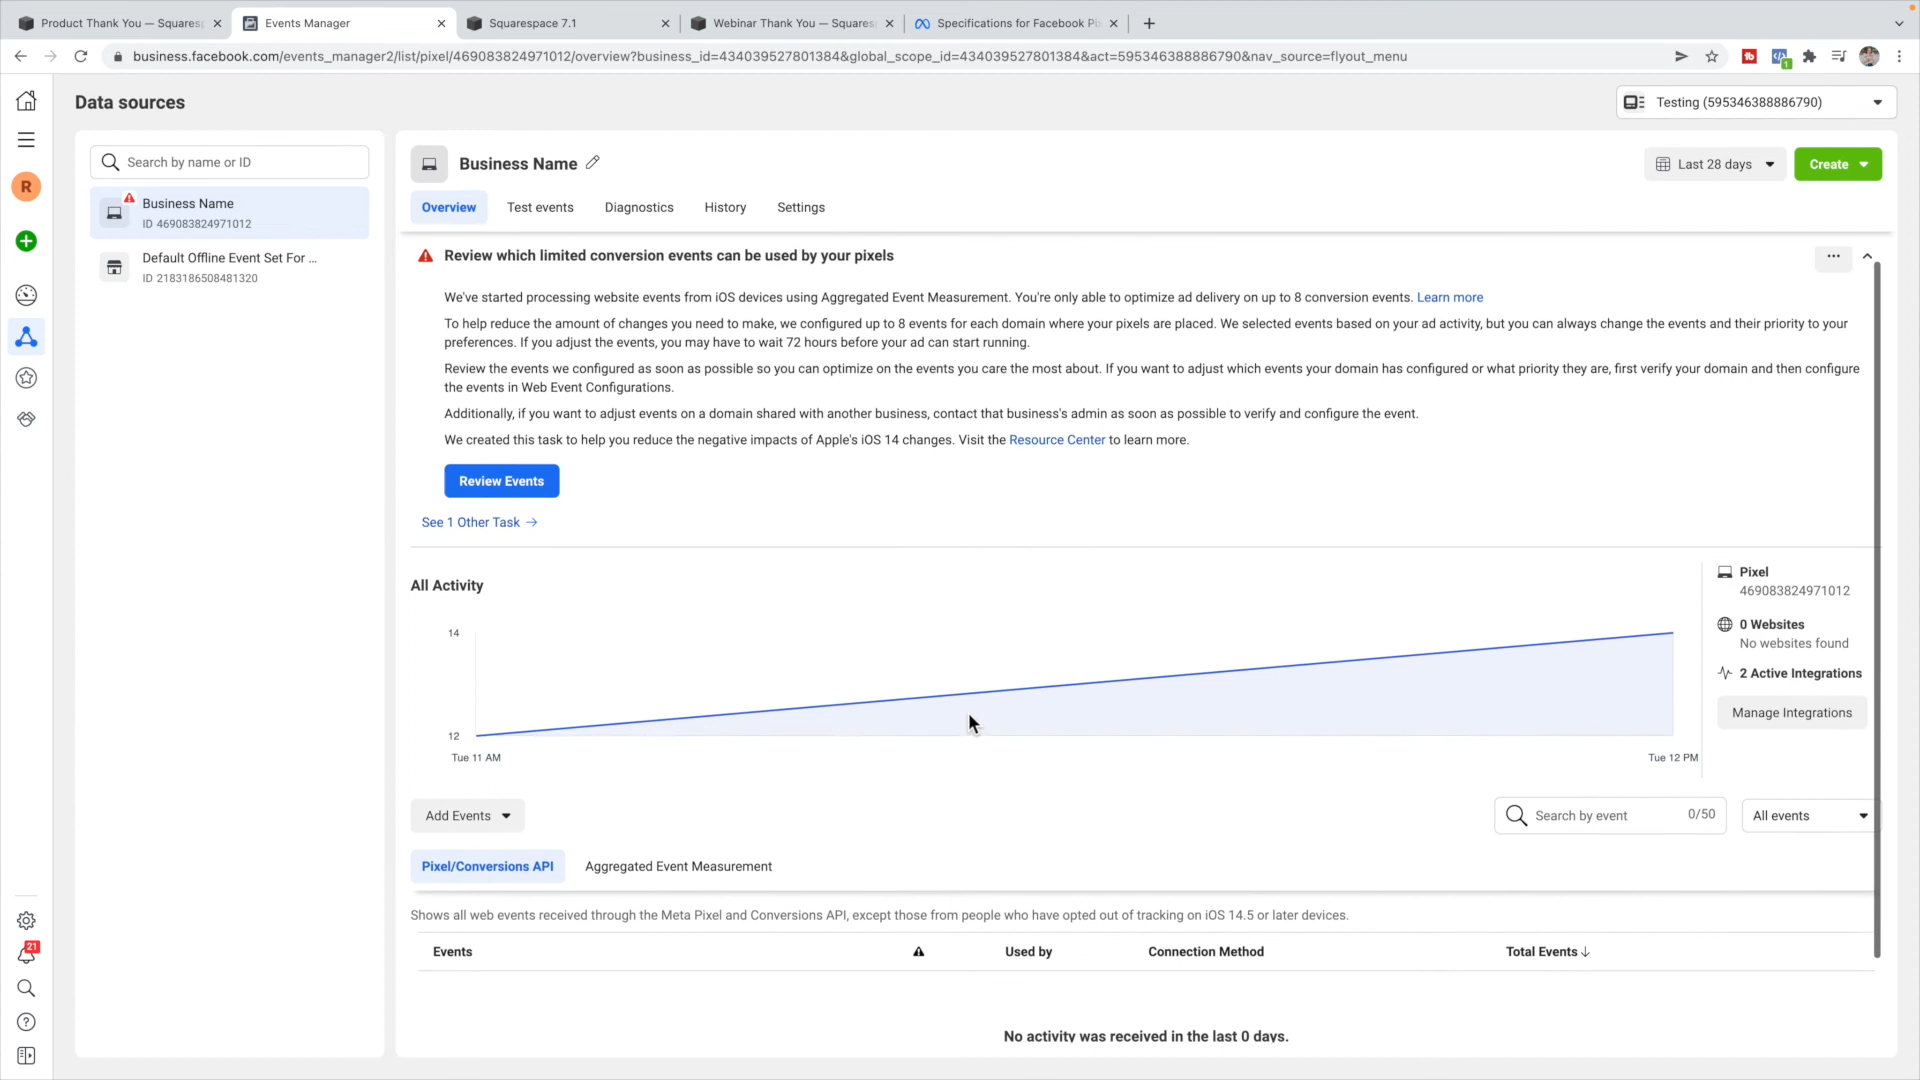 Product Thank You — Squares
Events Manager
Squarespace 7.1
Webinar Thank You — Squares
Specifications for Facebook Pi
business.facebook.com/events_manager2/list/pixel/469083824971012/overview?business_id=434039527801384&global_scope_id=434039527801384&act=595346388886790&nav_source=flyout_menu
1
Data sources
Testing (595346388886790)
R
21
Search by name or ID
Business Name
ID 469083824971012
Default Offline Event Set For ...
ID 2183186508481320
Business Name
Last 28 days
Create
Overview
Test events
Diagnostics
History
Settings
Review which limited conversion events can be used by your pixels
We've started processing website events from iOS devices using Aggregated Event Measurement. You're only able to optimize ad delivery on up to 8 conversion events. Learn more
To help reduce the amount of changes you need to make, we configured up to 8 events for each domain where your pixels are placed. We selected events based on your ad activity, but you can always change the events and their priority to your
preferences. If you adjust the events, you may have to wait 72 hours before your ad can start running.
Review the events we configured as soon as possible so you can optimize on the events you care the most about. If you want to adjust which events your domain has configured or what priority they are, first verify your domain and then configure
the events in Web Event Configurations.
Additionally, if you want to adjust events on a domain shared with another business, contact that business's admin as soon as possible to verify and configure the event.
We created this task to help you reduce the negative impacts of Apple's iOS 14 changes. Visit the Resource Center to learn more.
Review Events
See 1 Other Task →
All Activity
14
12
Tue 11 AM
Tue 12 PM
Pixel
469083824971012
0 Websites
No websites found
2 Active Integrations
Manage Integrations
Add Events
Search by event
0/50
All events
Pixel/Conversions API
Aggregated Event Measurement
Shows all web events received through the Meta Pixel and Conversions API, except those from people who have opted out of tracking on iOS 14.5 or later devices.
Events
Used by
Connection Method
Total Events ↓
No activity was received in the last 0 days.